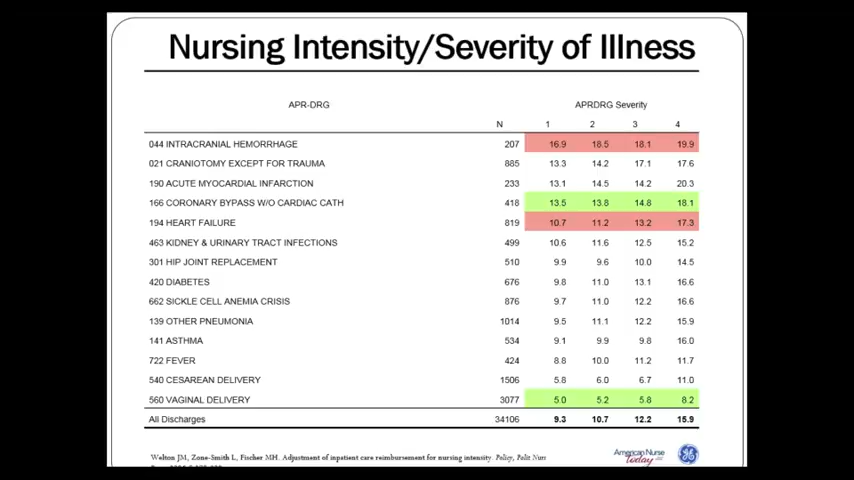 Nursing Intensity/Severity of Illness
APR-DRG APRDRG Severity
N 1 2 3 4
044 INTRACRANIAL HEMORRHAGE 207 16.9 18.5 18.1 19.9
021 CRANIOTOMY EXCEPT FOR TRAUMA 885 13.3 14.2 17.1 17.6
190 ACUTE MYOCARDIAL INFARCTION 233 13.1 14.5 14.2 20.3
166 CORONARY BYPASS W/O CARDIAC CATH 418 13.5 13.8 14.8 18.1
194 HEART FAILURE 819 10.7 11.2 13.2 17.3
463 KIDNEY & URINARY TRACT INFECTIONS 499 10.6 11.6 12.5 15.2
301 HIP JOINT REPLACEMENT 510 9.9 9.6 10.0 14.5
420 DIABETES 676 9.8 11.0 13.1 16.6
662 SICKLE CELL ANEMIA CRISIS 876 9.7 11.0 12.2 16.6
139 OTHER PNEUMONIA 1014 9.5 11.1 12.2 15.9
141 ASTHMA 534 9.1 9.9 9.8 16.0
722 FEVER 424 8.8 10.0 11.2 11.7
540 CESAREAN DELIVERY 1506 5.8 6.0 6.7 11.0
560 VAGINAL DELIVERY 3077 5.0 5.2 5.8 8.2
All Discharges 34106 9.3 10.7 12.2 15.9
Welton JM, Zone-Smith L, Fischer MH. Adjustment of inpatient care reimbursement for nursing intensity. Policy, Polit Nurs
American Nurse
Today